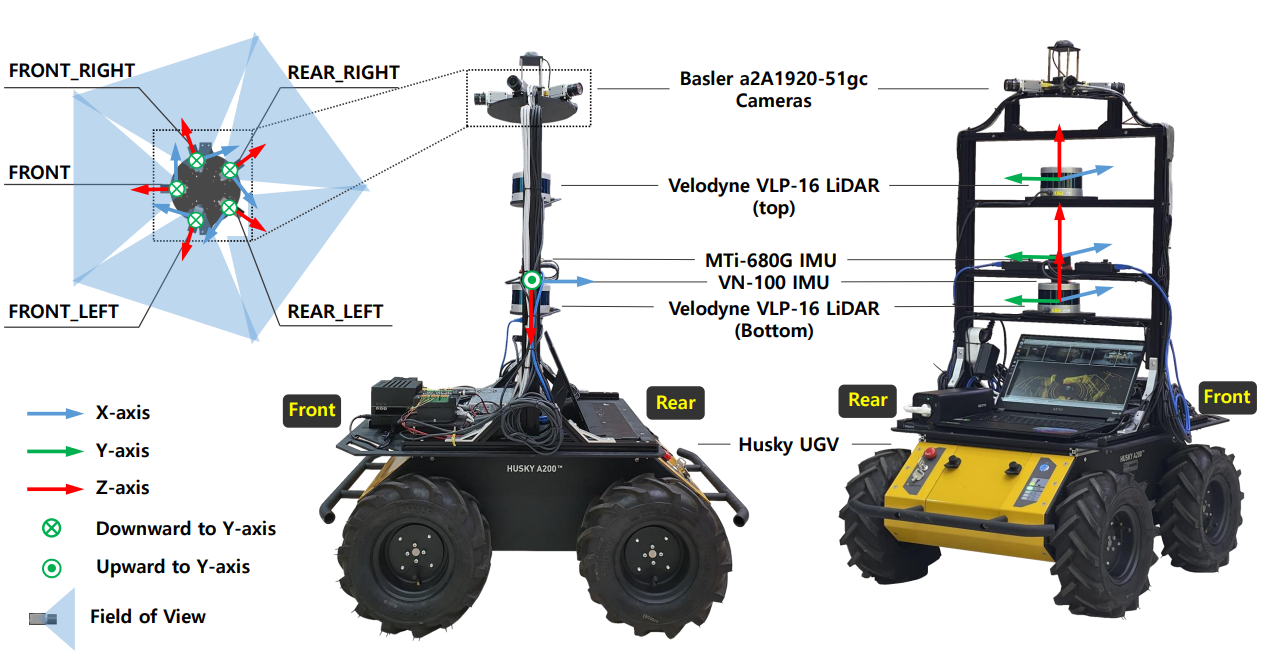 FRONT_RIGHT
REAR_RIGHT
FRONT
FRONT_LEFT
REAR_LEFT
Basler a2A1920-51gc
Cameras
Velodyne VLP-16 LiDAR
(top)
MTi-680G IMU
VN-100 IMU
Velodyne VLP-16 LiDAR
(Bottom)
Front
Rear
Rear
Front
Husky UGV
HUSKY A200™
HUSKY A200™
X-axis
Y-axis
Z-axis
Downward to Y-axis
Upward to Y-axis
Field of View